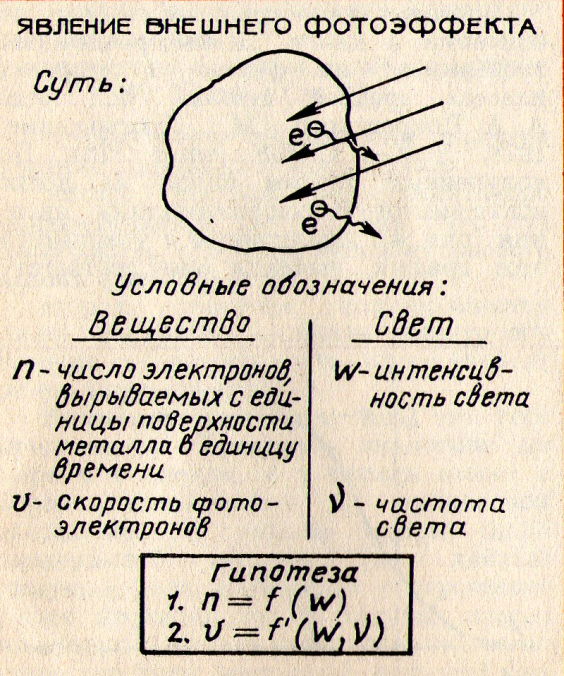 ЯВЛЕНИЕ ВНЕШНЕГО ФОТОЭФФЕКТА
Суть:
e ⊖
e ⊖
Условные обозначения:
Вещество
n - число электронов,
вырываемых с еди-
ницы поверхности
металла в единицу
времени
υ - скорость фото-
электронов
Свет
w - интенсив-
ность света
ν - частота
света
Гипотеза
1. n = f (w)
2. υ = f' (w, ν)